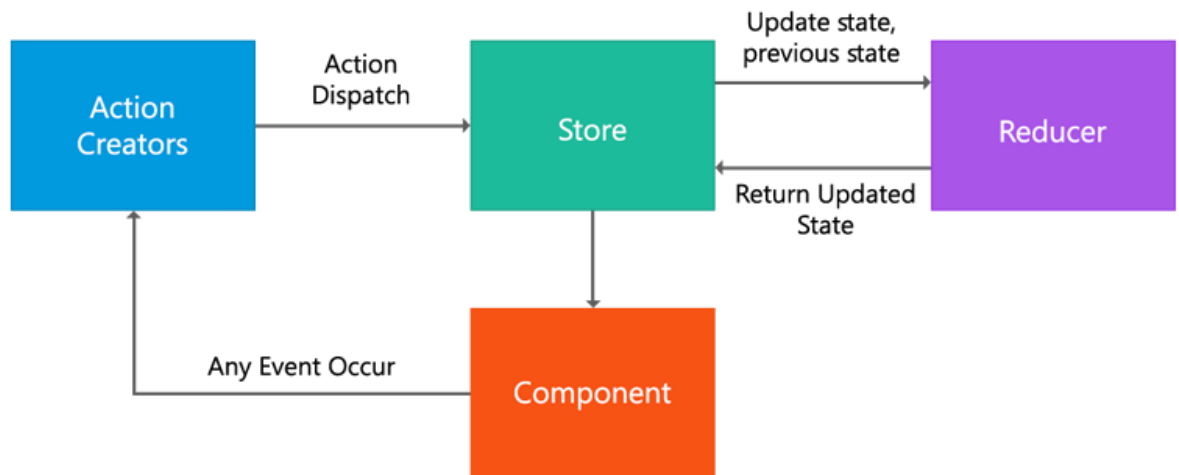 Action
Creators
Action
Dispatch
Store
Update state,
previous state
Reducer
Return Updated
State
Any Event Occur
Component